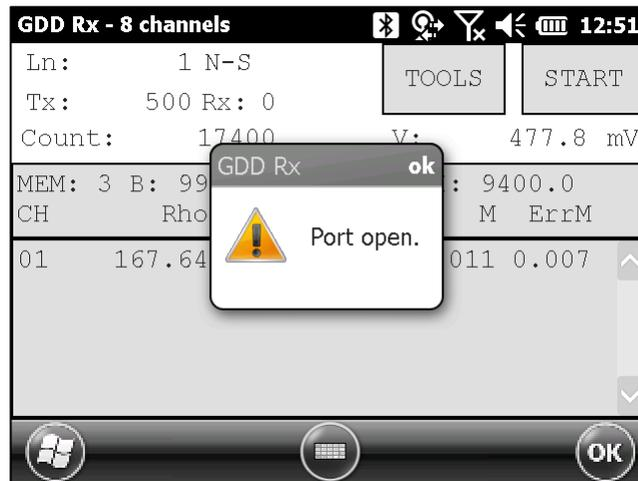 GDD Rx - 8 channels 12:51
Ln: 1 N-S TOOLS START
Tx: 500 Rx: 0
Count: 17400 V: 477.8 mV
GDD Rx ok
MEM: 3 B: 99 : 9400.0
CH Rho M ErrM
Port open.
01 167.64 011 0.007
OK